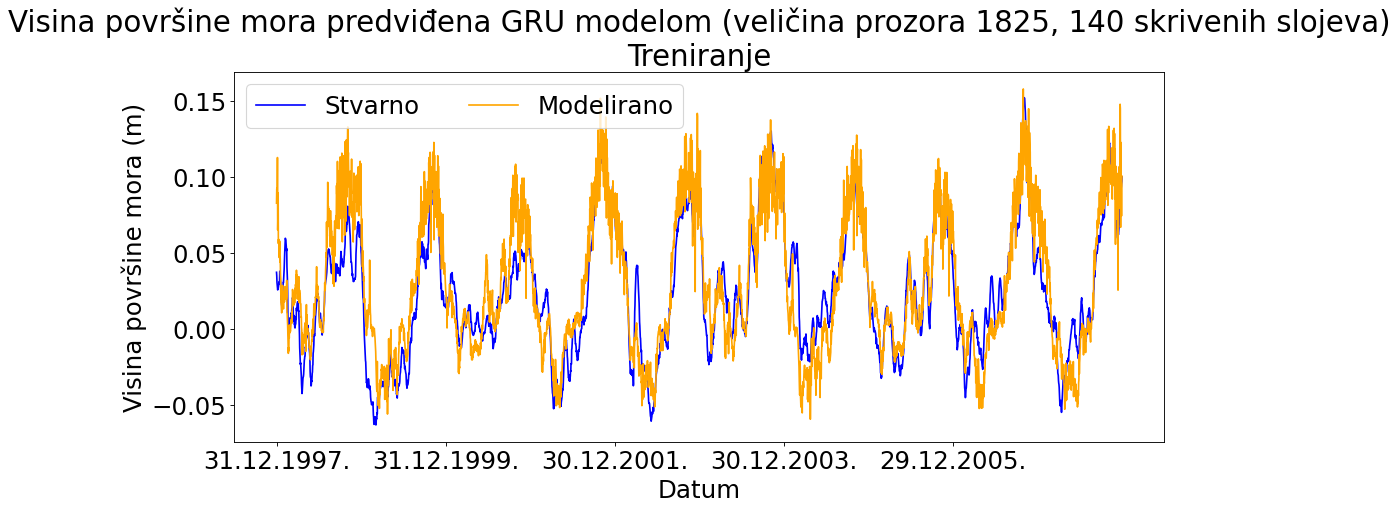 Visina površine mora predviđena GRU modelom (veličina prozora 1825, 140 skrivenih slojeva)
Treniranje
Stvarno
Modelirano
Visina površine mora (m)
0.15
0.10
0.05
0.00
−0.05
31.12.1997.
31.12.1999.
30.12.2001.
30.12.2003.
29.12.2005.
Datum